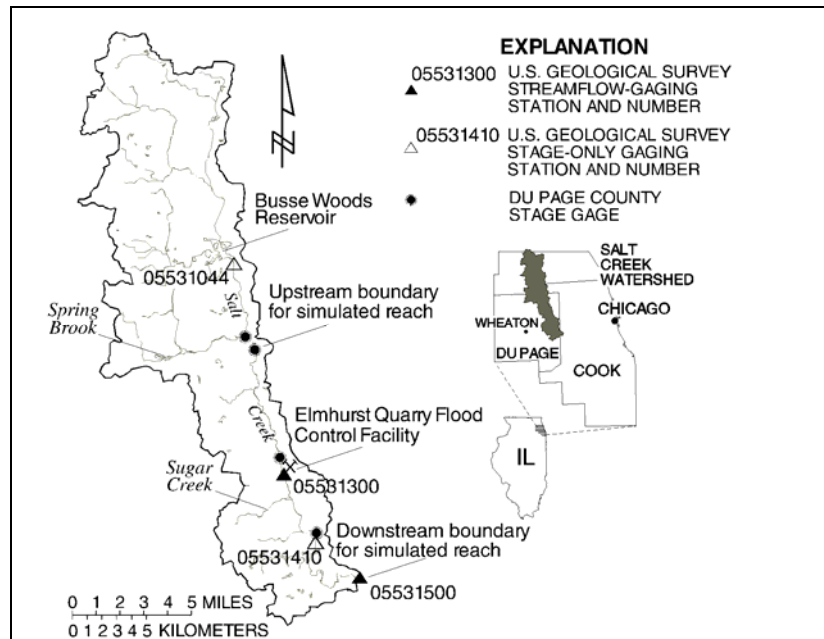 EXPLANATION
05531300 U.S. GEOLOGICAL SURVEY
STREAMFLOW-GAGING
STATION AND NUMBER
05531410 U.S. GEOLOGICAL SURVEY
STAGE-ONLY GAGING
STATION AND NUMBER
DU PAGE COUNTY
STAGE GAGE
Busse Woods
Reservoir
05531044
Salt
Creek
Spring
Brook
Upstream boundary
for simulated reach
Elmhurst Quarry Flood
Control Facility
05531300
Sugar
Creek
Downstream boundary
for simulated reach
05531410
05531500
SALT
CREEK
WATERSHED
CHICAGO
WHEATON
DU PAGE
COOK
IL
0 1 2 3 4 5 MILES
0 1 2 3 4 5 KILOMETERS